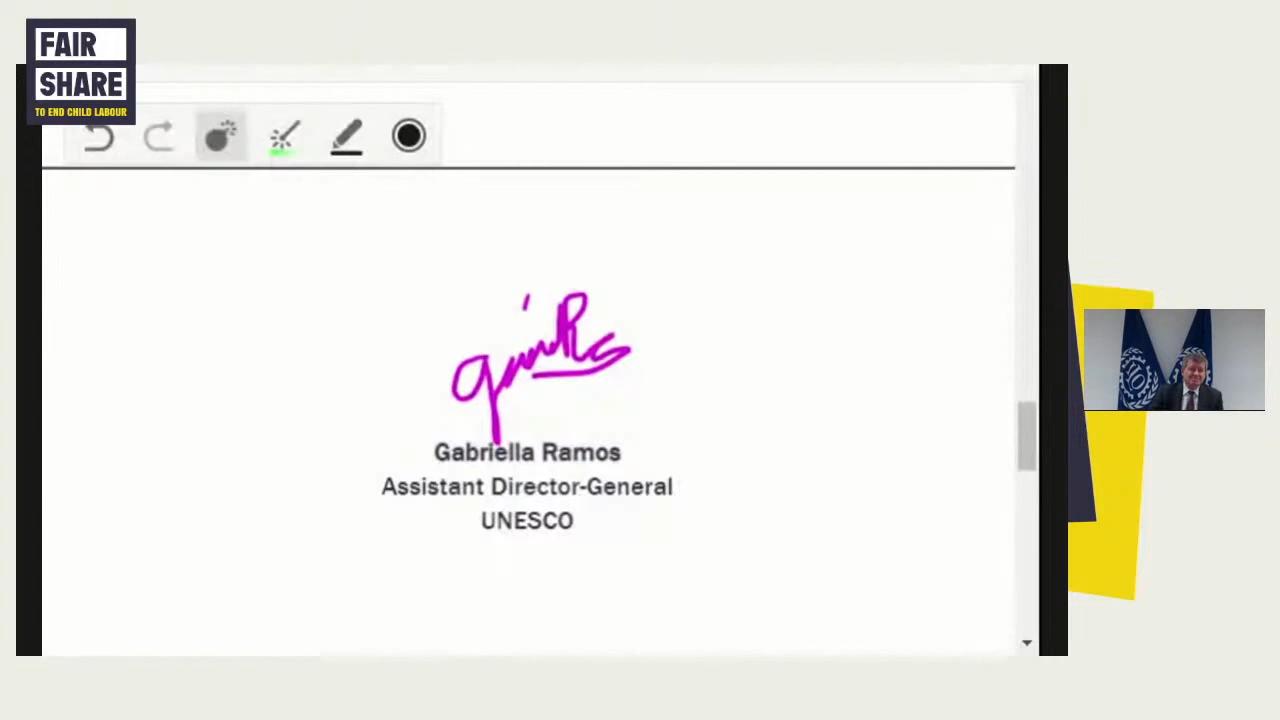 FAIR
SHARE
TO END CHILD LABOUR
Gabriella Ramos
Assistant Director-General
UNESCO